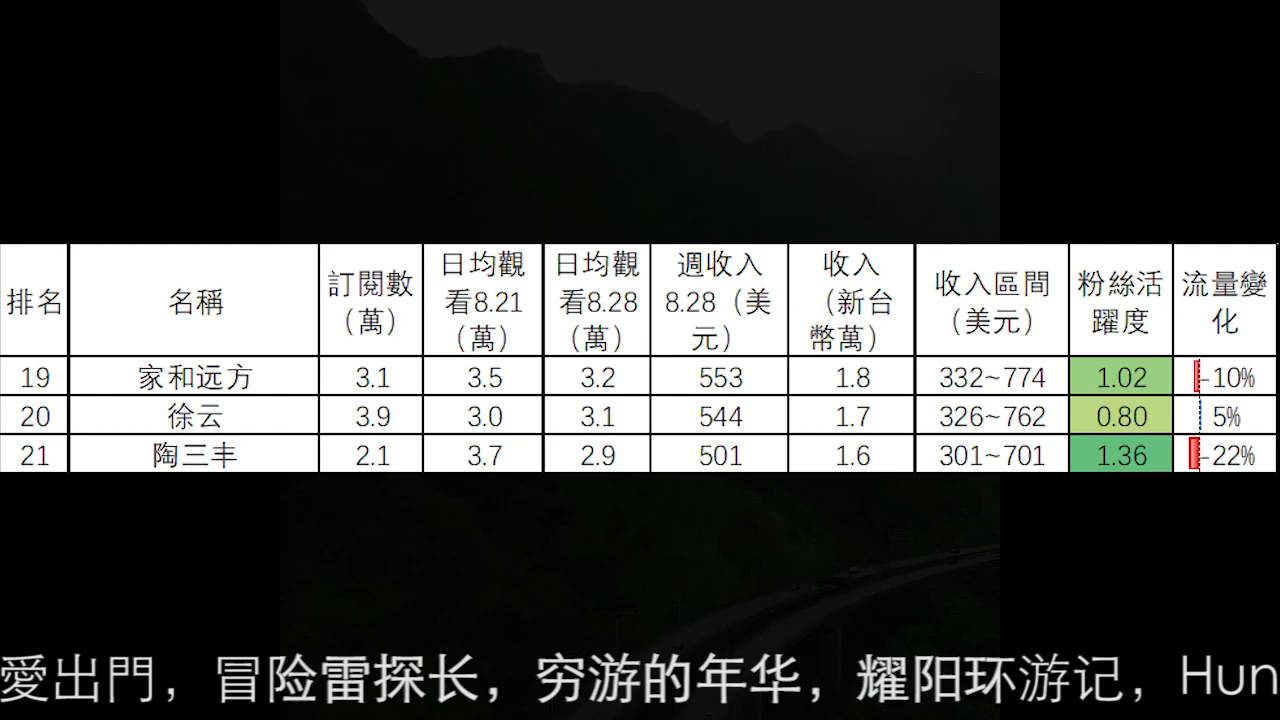 排名 名稱 訂閱數（萬） 日均觀看8.21（萬） 日均觀看8.28（萬） 週收入8.28（美元） 收入（新台幣萬） 收入區間（美元） 粉絲活躍度 流量變化
19 家和远方 3.1 3.5 3.2 553 1.8 332~774 1.02 -10%
20 徐云 3.9 3.0 3.1 544 1.7 326~762 0.80 5%
21 陶三丰 2.1 3.7 2.9 501 1.6 301~701 1.36 -22%
愛出門，冒险雷探长，穷游的年华，耀阳环游记，Hun